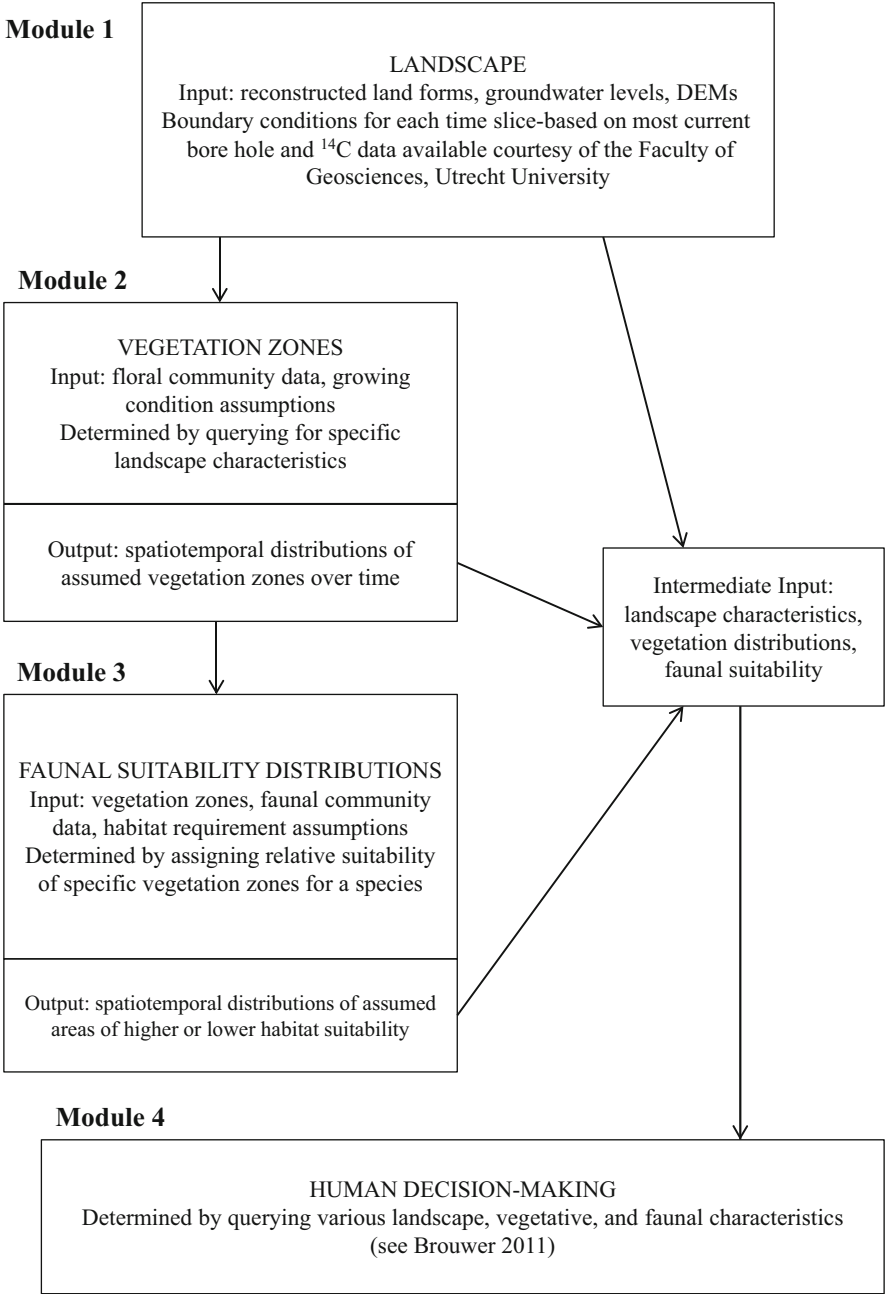 Module 1
LANDSCAPE
Input: reconstructed land forms, groundwater levels, DEMs
Boundary conditions for each time slice-based on most current
bore hole and ¹⁴C data available courtesy of the Faculty of
Geosciences, Utrecht University
Module 2
VEGETATION ZONES
Input: floral community data, growing
condition assumptions
Determined by querying for specific
landscape characteristics
Output: spatiotemporal distributions of
assumed vegetation zones over time
Intermediate Input:
landscape characteristics,
vegetation distributions,
faunal suitability
Module 3
FAUNAL SUITABILITY DISTRIBUTIONS
Input: vegetation zones, faunal community
data, habitat requirement assumptions
Determined by assigning relative suitability
of specific vegetation zones for a species
Output: spatiotemporal distributions of assumed
areas of higher or lower habitat suitability
Module 4
HUMAN DECISION-MAKING
Determined by querying various landscape, vegetative, and faunal characteristics
(see Brouwer 2011)